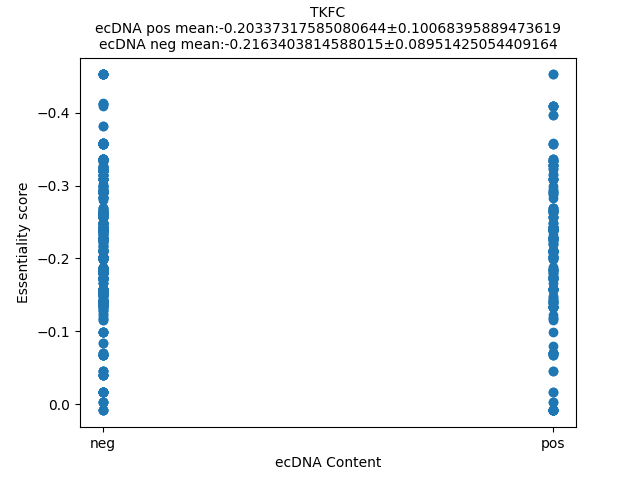 TKFC
ecDNA pos mean:-0.20337317585080644±0.10068395889473619
ecDNA neg mean:-0.2163403814588015±0.08951425054409164
−0.4
−0.3
−0.2
−0.1
0.0
Essentiality score
neg
pos
ecDNA Content